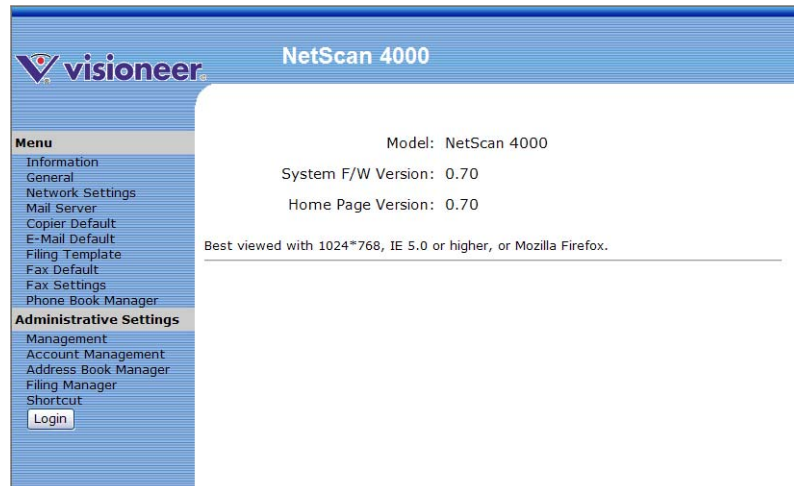 visioneer
NetScan 4000
Model: NetScan 4000
System F/W Version: 0.70
Home Page Version: 0.70
Best viewed with 1024*768, IE 5.0 or higher, or Mozilla Firefox.
Menu
Information
General
Network Settings
Mail Server
Copier Default
E-Mail Default
Filing Template
Fax Default
Fax Settings
Phone Book Manager
Administrative Settings
Management
Account Management
Address Book Manager
Filing Manager
Shortcut
Login